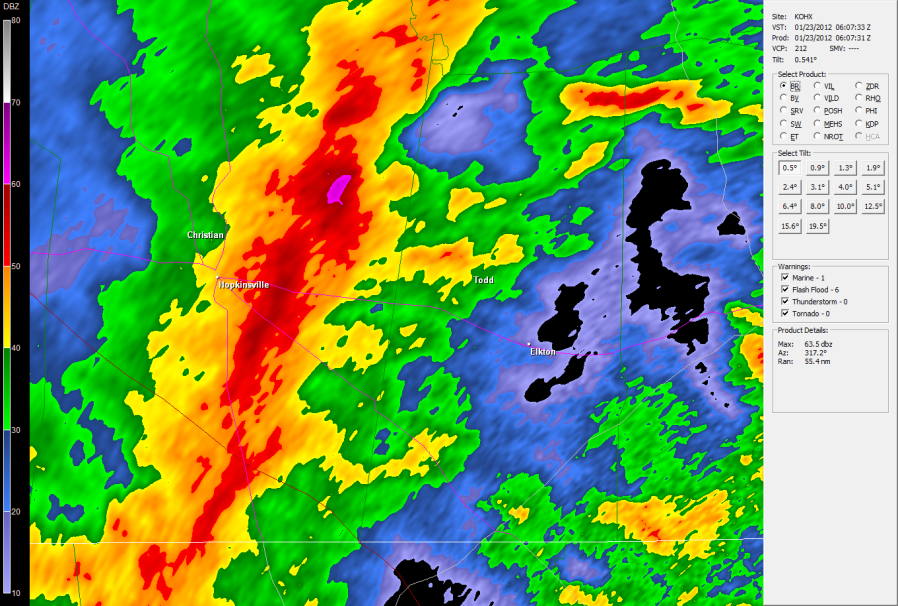 DBZ
80
70
60
50
40
30
20
10
Christian
Hopkinsville
Todd
Elkton
Site: KOHX
VST: 01/23/2012 06:07:33 Z
Prod: 01/23/2012 06:07:31 Z
VCP: 212 SMV: ----
Tilt: 0.541°
Select Product:
BR VIL ZDR
BV VILD RHO
SRV POSH PHI
SW MEHS KDP
ET NROT HCA
Select Tilt:
0.5° 0.9° 1.3° 1.9°
2.4° 3.1° 4.0° 5.1°
6.4° 8.0° 10.0° 12.5°
15.6° 19.5°
Warnings:
Marine - 1
Flash Flood - 6
Thunderstorm - 0
Tornado - 0
Product Details:
Max: 63.5 dbz
Az: 317.2°
Ran: 55.4 nm